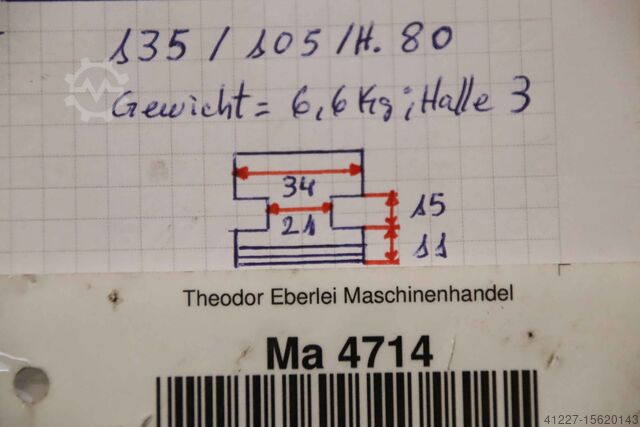 135 / 105 / H. 80
Gewicht = 6,6 Kg ; Halle 3
34
15
21
11
Theodor Eberlei Maschinenhandel
Ma 4714
41227-15620143